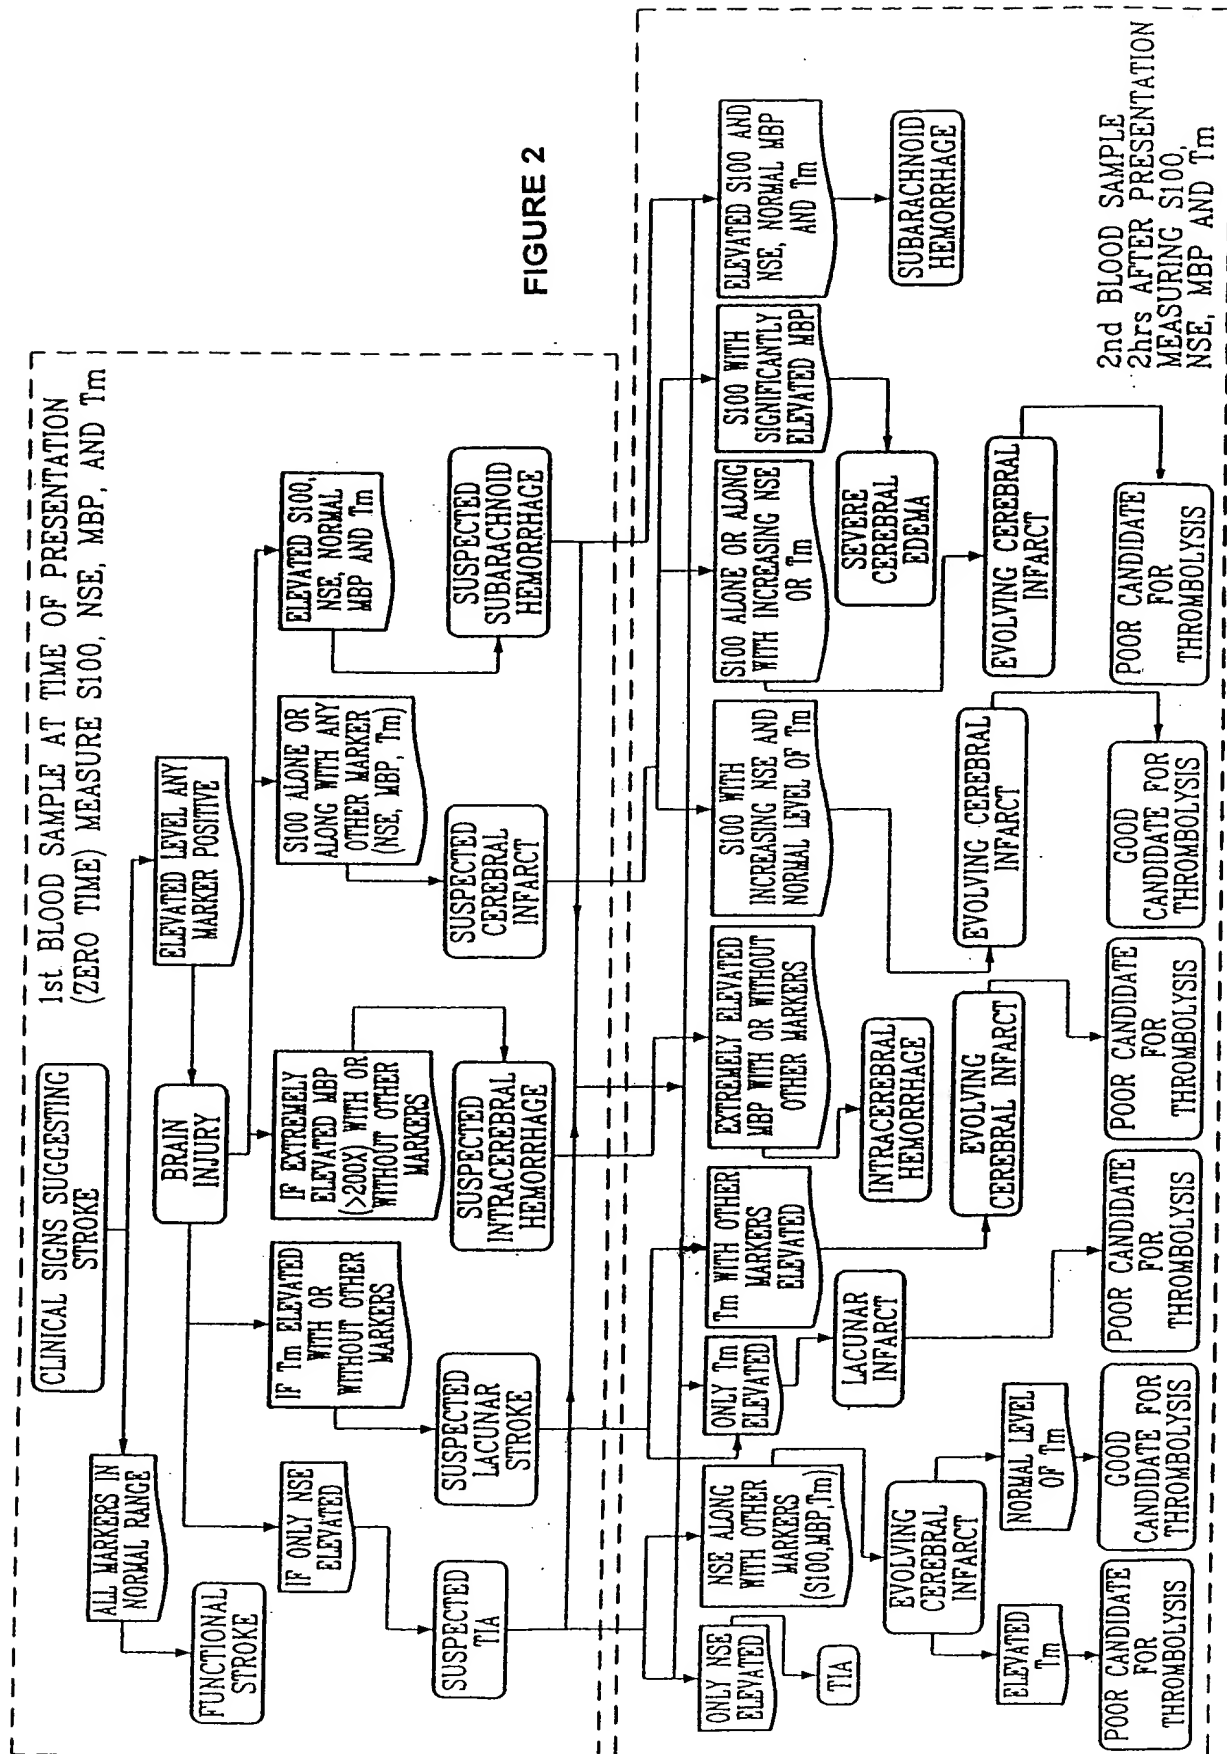 1st BLOOD SAMPLE AT TIME OF PRESENTATION
(ZERO TIME) MEASURE S100, NSE, MBP, AND Tm
CLINICAL SIGNS SUGGESTING
STROKE
ALL MARKERS IN
NORMAL RANGE
ELEVATED LEVEL ANY
MARKER POSITIVE
FUNCTIONAL
STROKE
BRAIN
INJURY
IF ONLY NSE
ELEVATED
IF Tm ELEVATED
WITH OR
WITHOUT OTHER
MARKERS
IF EXTREMELY
ELEVATED MBP
(>200X) WITH OR
WITHOUT OTHER
MARKERS
S100 ALONE OR
ALONG WITH ANY
OTHER MARKER
(NSE, MBP, Tm)
ELEVATED S100,
NSE, NORMAL
MBP AND Tm
SUSPECTED
TIA
SUSPECTED
LACUNAR
STROKE
SUSPECTED
INTRACEREBRAL
HEMORRHAGE
SUSPECTED
CEREBRAL
INFARCT
SUSPECTED
SUBARACHNOID
HEMORRHAGE
FIGURE 2
ONLY NSE
ELEVATED
NSE ALONG
WITH OTHER
MARKERS
(S100,MBP,Tm)
ONLY Tm
ELEVATED
Tm WITH OTHER
MARKERS
ELEVATED
EXTREMELY ELEVATED
MBP WITH OR WITHOUT
OTHER MARKERS
S100 WITH
INCREASING NSE AND
NORMAL LEVEL OF Tm
S100 ALONE OR ALONG
WITH INCREASING NSE
OR Tm
S100 WITH
SIGNIFICANTLY
ELEVATED MBP
ELEVATED S100 AND
NSE, NORMAL MBP
AND Tm
TIA
EVOLVING
CEREBRAL
INFARCT
LACUNAR
INFARCT
INTRACEREBRAL
HEMORRHAGE
SEVERE
CEREBRAL
EDEMA
SUBARACHNOID
HEMORRHAGE
ELEVATED
Tm
NORMAL LEVEL
OF Tm
EVOLVING
CEREBRAL INFARCT
EVOLVING CEREBRAL
INFARCT
EVOLVING CEREBRAL
INFARCT
POOR CANDIDATE
FOR
THROMBOLYSIS
GOOD
CANDIDATE FOR
THROMBOLYSIS
POOR CANDIDATE
FOR
THROMBOLYSIS
POOR CANDIDATE
FOR
THROMBOLYSIS
GOOD
CANDIDATE FOR
THROMBOLYSIS
POOR CANDIDATE
FOR
THROMBOLYSIS
2nd BLOOD SAMPLE
2hrs AFTER PRESENTATION
MEASURING S100,
NSE, MBP AND Tm